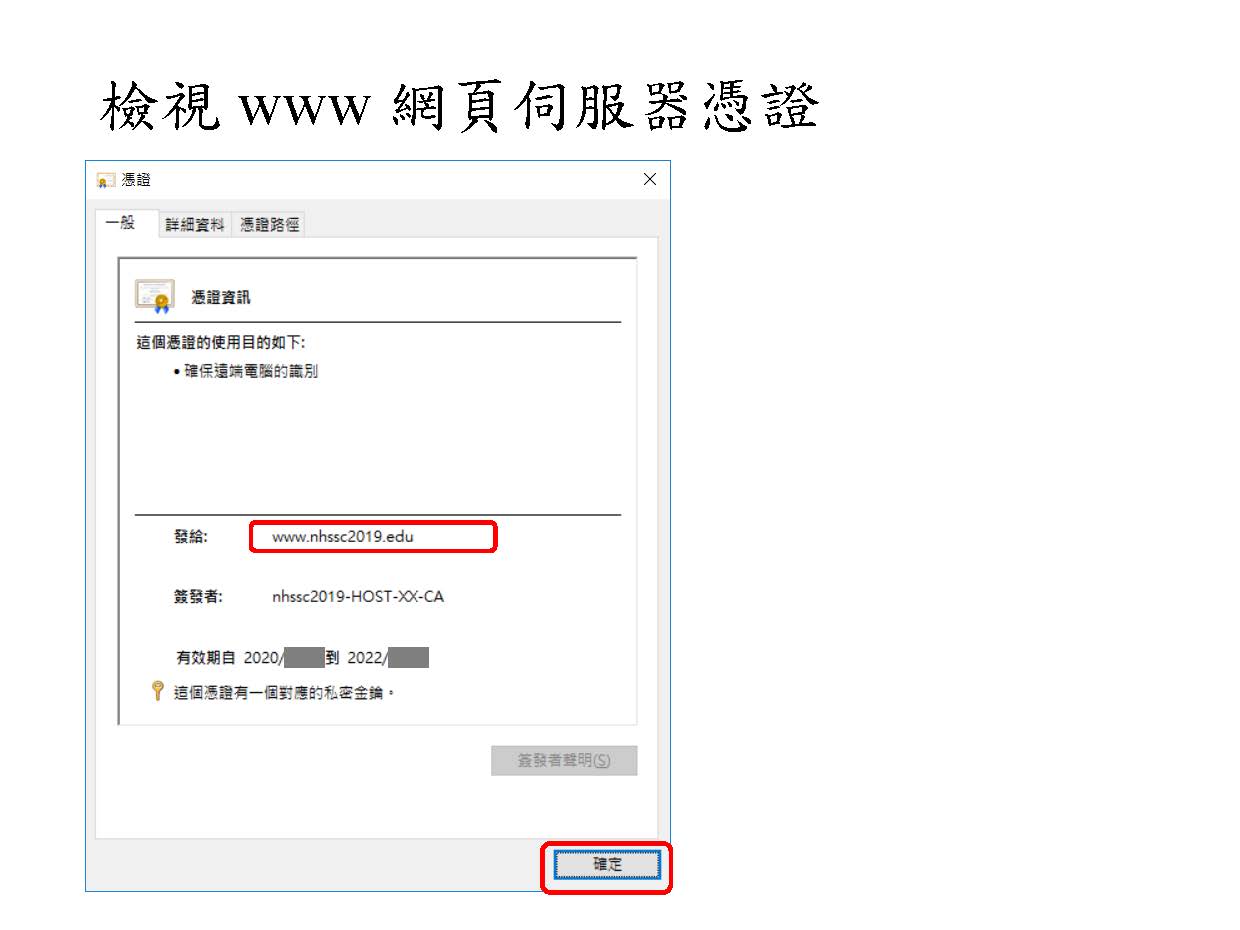 檢視 www 網頁伺服器憑證
憑證
一般 詳細資料 憑證路徑
憑證資訊
這個憑證的使用目的如下:
• 確保遠端電腦的識別
發給: www.nhssc2019.edu
簽發者: nhssc2019-HOST-XX-CA
有效期自 2020/ 到 2022/
這個憑證有一個對應的私密金鑰。
簽發者聲明(S)
確定